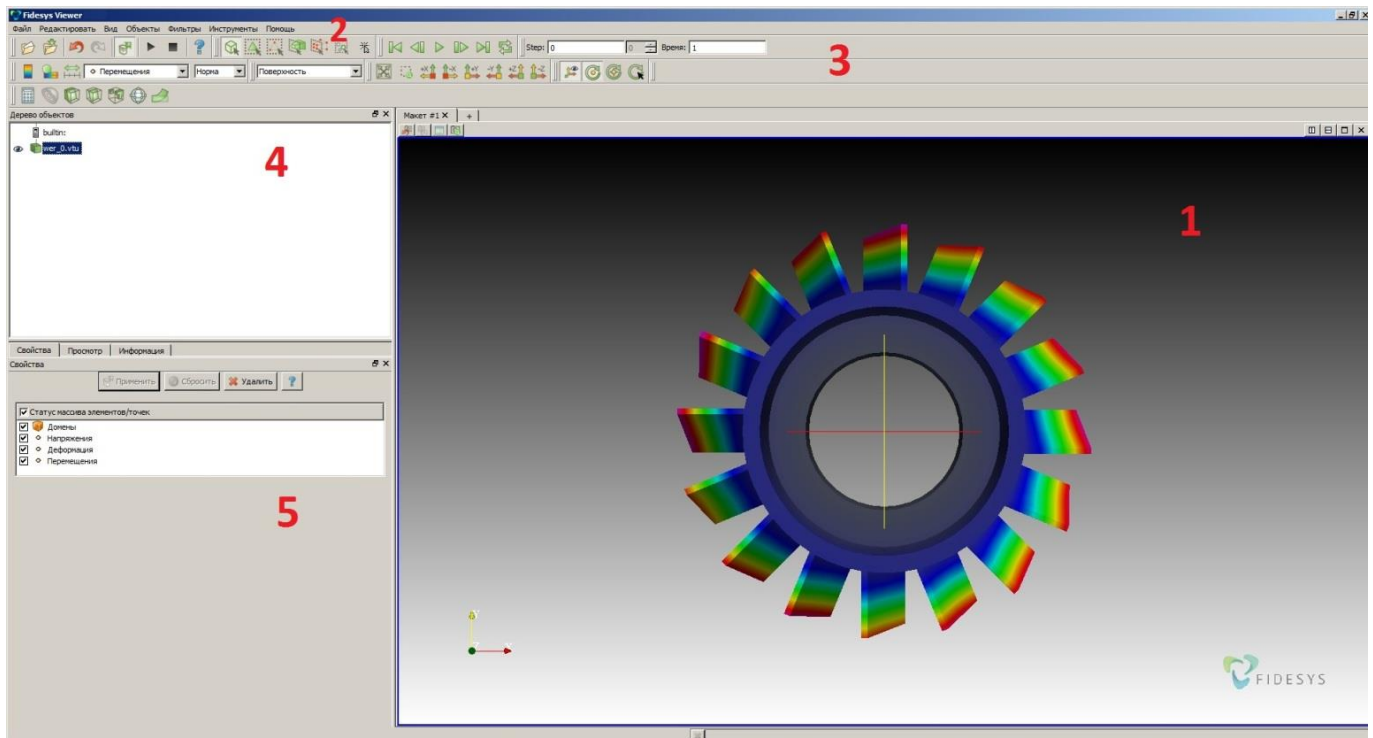 Fidesys Viewer
Файл Редактировать Вид Объекты Фильтры Инструменты Помощь
2
Step: 0 0 Время: 1
3
Перемещения Норма Поверхность
Дерево объектов
Макет #1 X +
builtin:
wer_0.vtu
4
1
Свойства Просмотр Информация
Свойства
Применить Сбросить Удалить ?
Статус массива элементов/точек
Домены
Напряжения
Деформация
Перемещения
5
FIDESYS